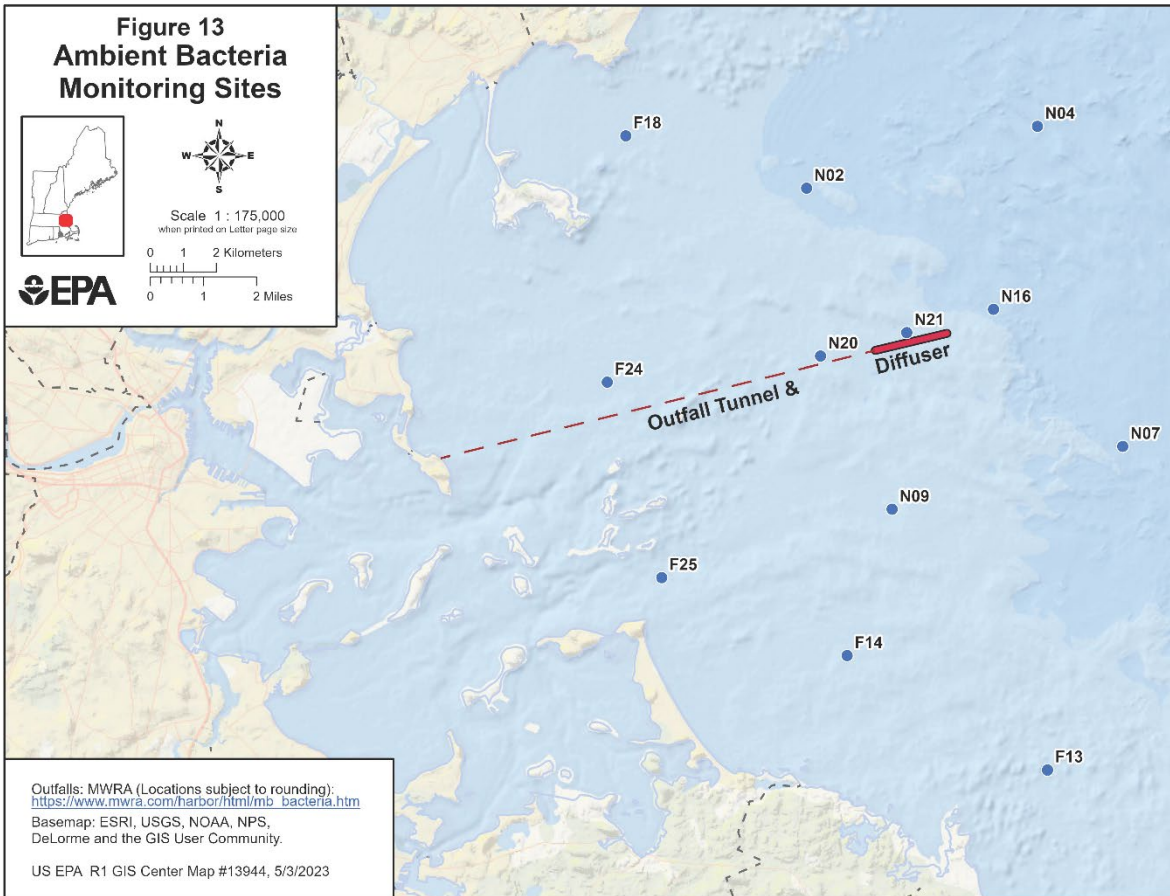 Figure 13
Ambient Bacteria
Monitoring Sites
N
W E
S
Scale 1 : 175,000
when printed on Letter page size
0 1 2 Kilometers
0 1 2 Miles
EPA
F18
N04
N02
N16
N21
N20
Diffuser
F24
Outfall Tunnel &
N07
N09
F25
F14
F13
Outfalls: MWRA (Locations subject to rounding):
https://www.mwra.com/harbor/html/mb_bacteria.htm
Basemap: ESRI, USGS, NOAA, NPS,
DeLorme and the GIS User Community.
US EPA R1 GIS Center Map #13944, 5/3/2023